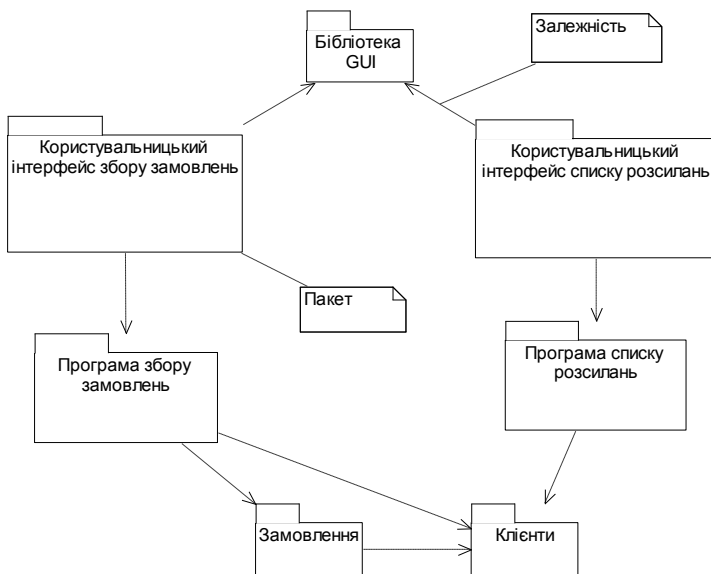 Бібліотека
GUI
Залежність
Користувальницький
інтерфейс збору замовлень
Користувальницький
інтерфейс списку розсилань
Пакет
Програма збору
замовлень
Програма списку
розсилань
Замовлення
Клієнти